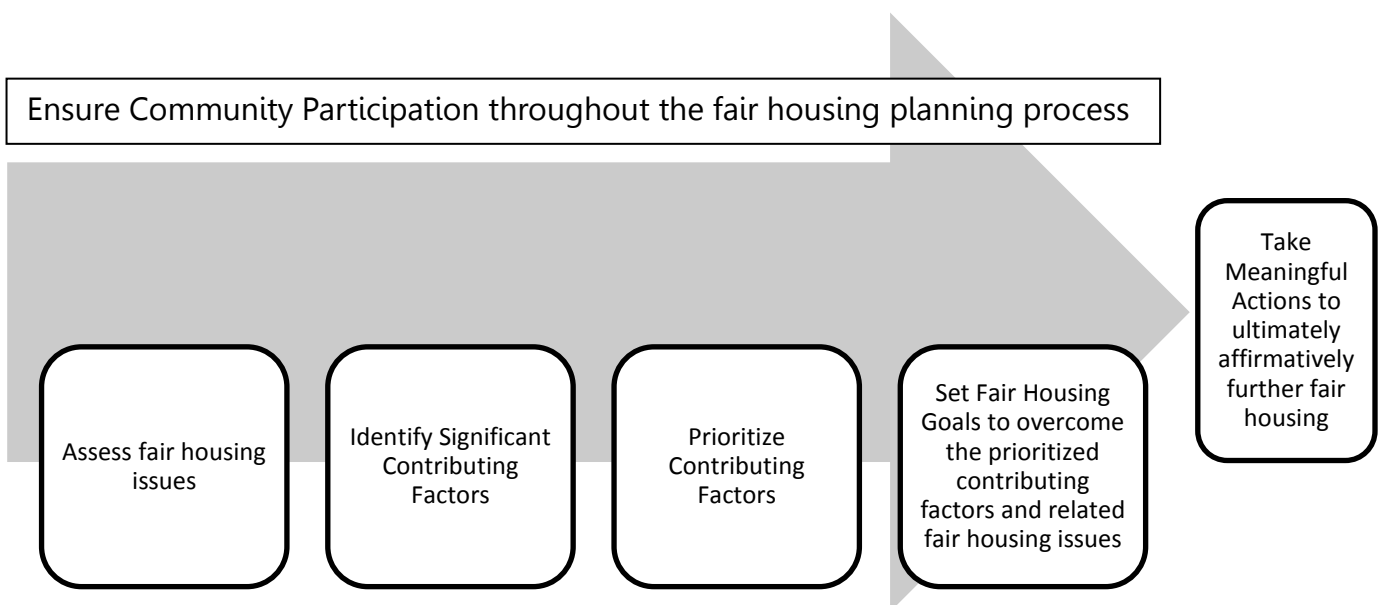 Ensure Community Participation throughout the fair housing planning process
Assess fair housing
issues
Identify Significant
Contributing
Factors
Prioritize
Contributing
Factors
Set Fair Housing
Goals to overcome
the prioritized
contributing
factors and related
fair housing issues
Take
Meaningful
Actions to
ultimately
affirmatively
further fair
housing